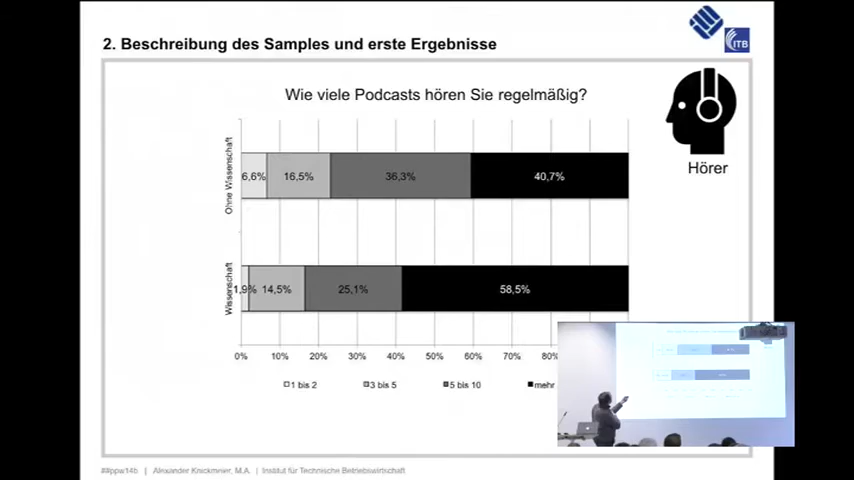 2. Beschreibung des Samples und erste Ergebnisse
ITB
Wie viele Podcasts hören Sie regelmäßig?
Hörer
Ohne Wissenschaft
6,6% 16,5% 36,3% 40,7%
Wissenschaft
1,9% 14,5% 25,1% 58,5%
0% 10% 20% 30% 40% 50% 60% 70% 80%
1 bis 2 3 bis 5 5 bis 10 mehr
##ppw14b | Alexander Knickmeier, M.A. | Institut für Technische Betriebswirtschaft